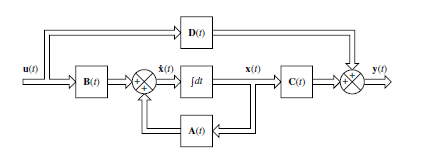 D(t)
u(t)
B(t)
+
+
ẋ(t)
∫dt
x(t)
C(t)
+
+
y(t)
A(t)